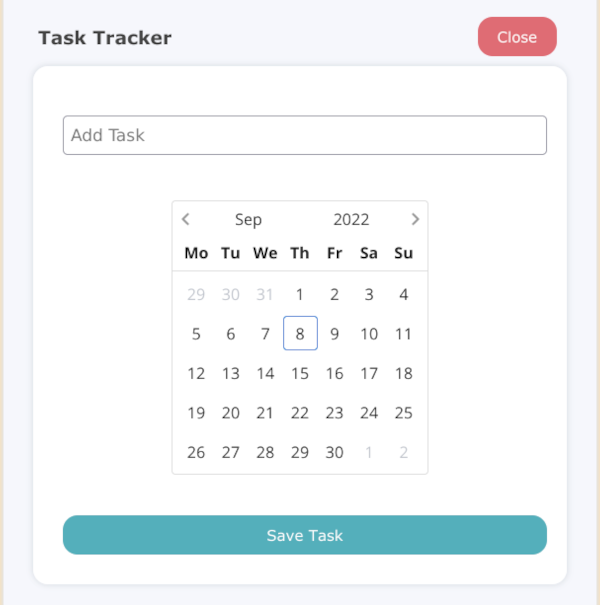 Task Tracker Close
Add Task
Sep 2022
Mo Tu We Th Fr Sa Su
29 30 31 1 2 3 4
5 6 7 8 9 10 11
12 13 14 15 16 17 18
19 20 21 22 23 24 25
26 27 28 29 30 1 2
Save Task